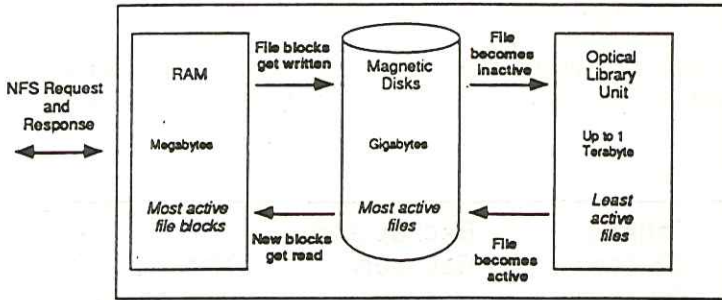 NFS Request
and
Response
RAM
Megabytes
Most active
file blocks
File blocks
get written
New blocks
get read
Magnetic
Disks
Gigabytes
Most active
files
File
becomes
inactive
File
becomes
active
Optical
Library
Unit
Up to 1
Terabyte
Least
active
files